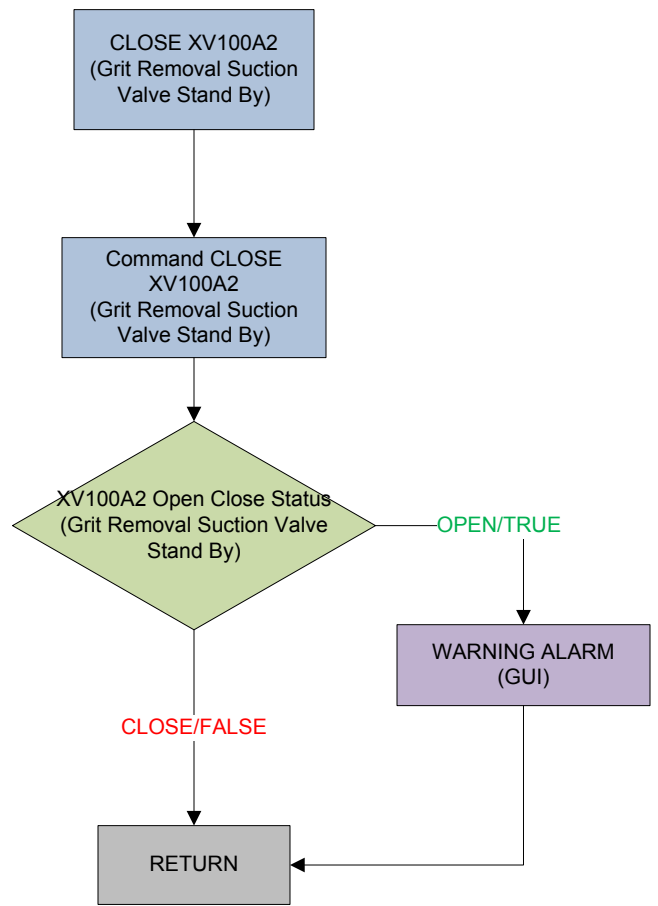 CLOSE XV100A2
(Grit Removal Suction
Valve Stand By)
Command CLOSE
XV100A2
(Grit Removal Suction
Valve Stand By)
XV100A2 Open Close Status
(Grit Removal Suction Valve
Stand By)
OPEN/TRUE
WARNING ALARM
(GUI)
CLOSE/FALSE
RETURN